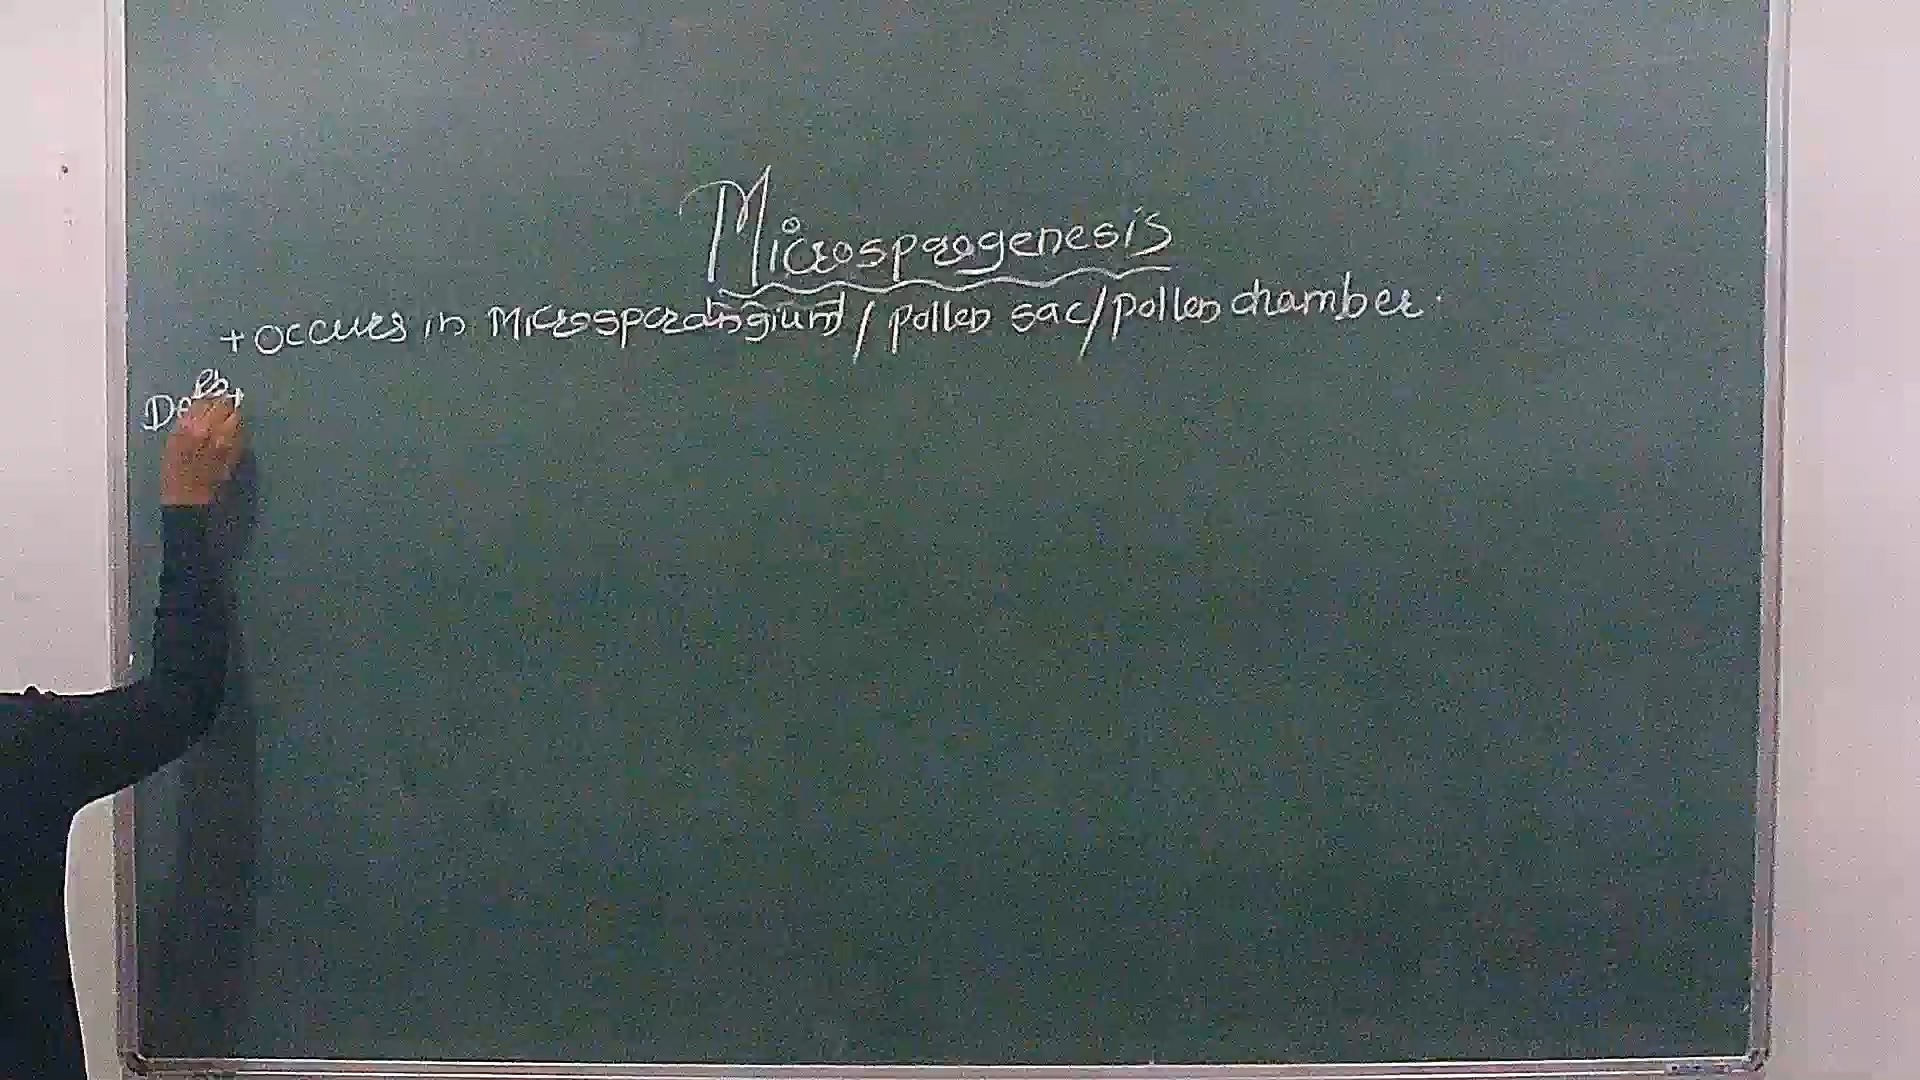 Microsporogenesis
+ occurs in Microsporangium / pollen sac / pollen chamber.